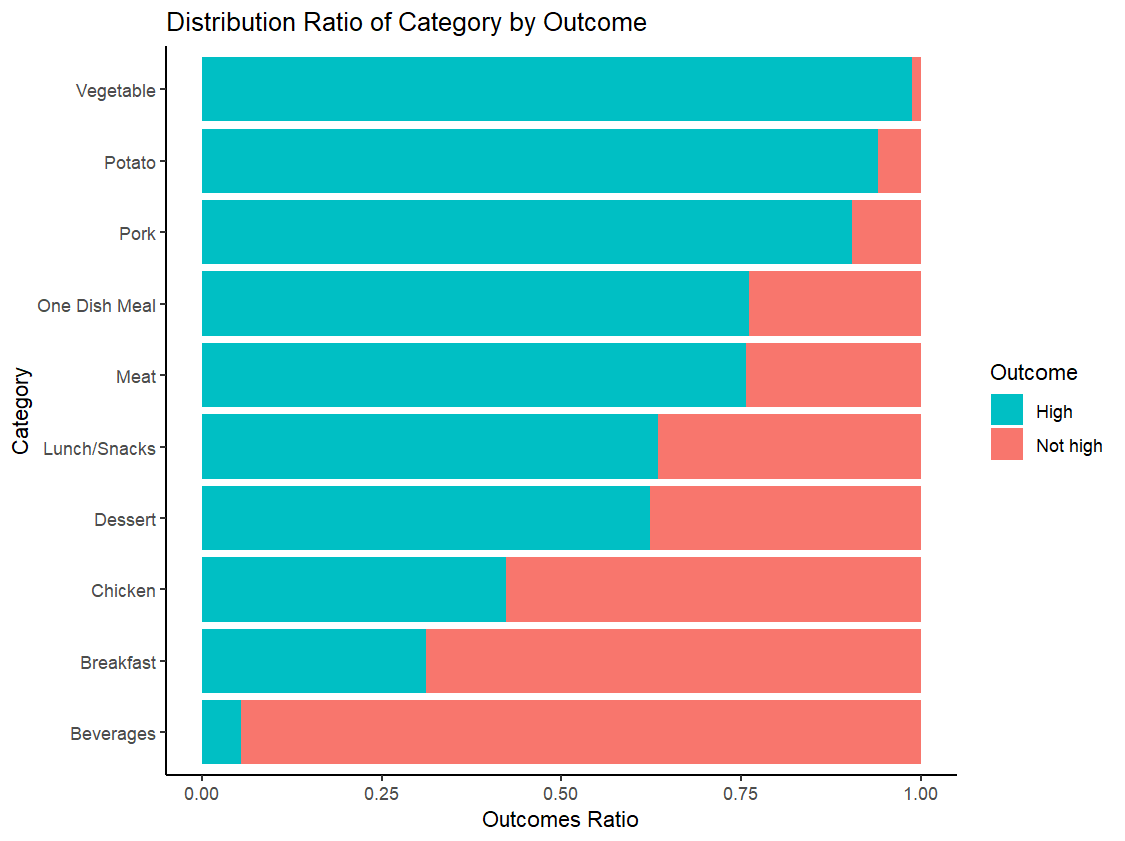 Distribution Ratio of Category by Outcome
Vegetable
Potato
Pork
One Dish Meal
Meat
Lunch/Snacks
Dessert
Chicken
Breakfast
Beverages
Category
0.00 0.25 0.50 0.75 1.00
Outcomes Ratio
Outcome
High
Not high